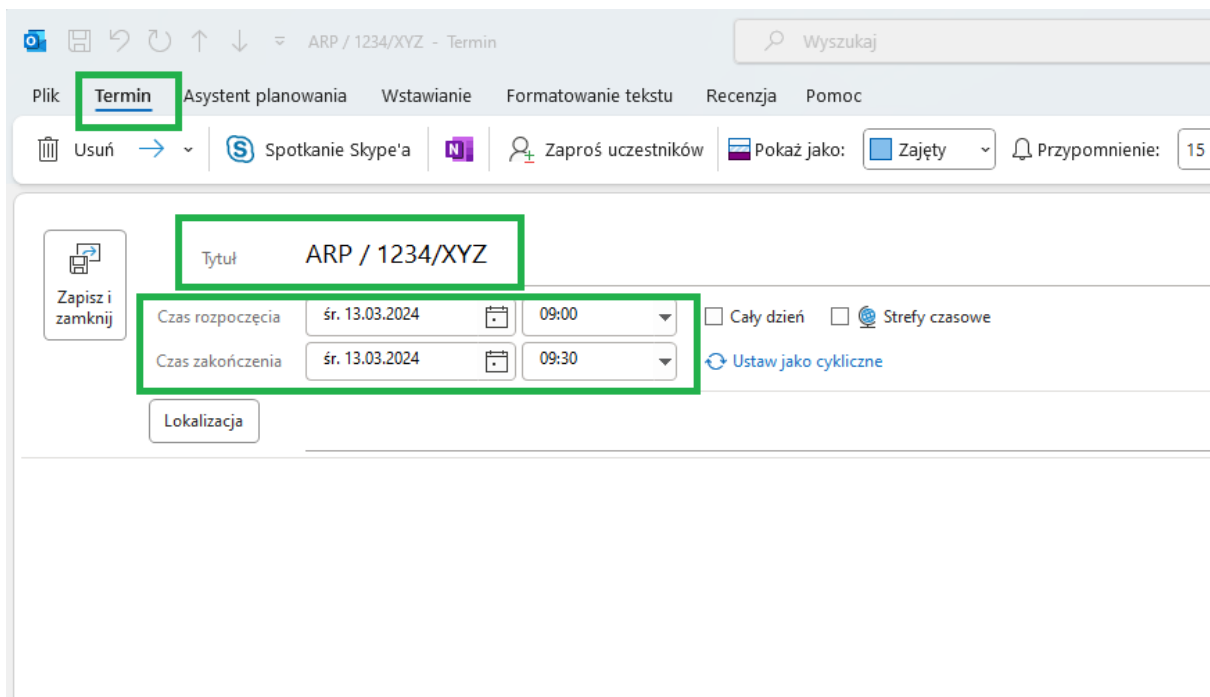 ARP / 1234/XYZ - Termin
Wyszukaj
Plik Termin Asystent planowania Wstawianie Formatowanie tekstu Recenzja Pomoc
Usuń Spotkanie Skype'a Zaproś uczestników Pokaż jako: Zajęty Przypomnienie: 15
Tytuł ARP / 1234/XYZ
Zapisz i
zamknij
Czas rozpoczęcia śr. 13.03.2024 09:00 Cały dzień Strefy czasowe
Czas zakończenia śr. 13.03.2024 09:30 Ustaw jako cykliczne
Lokalizacja